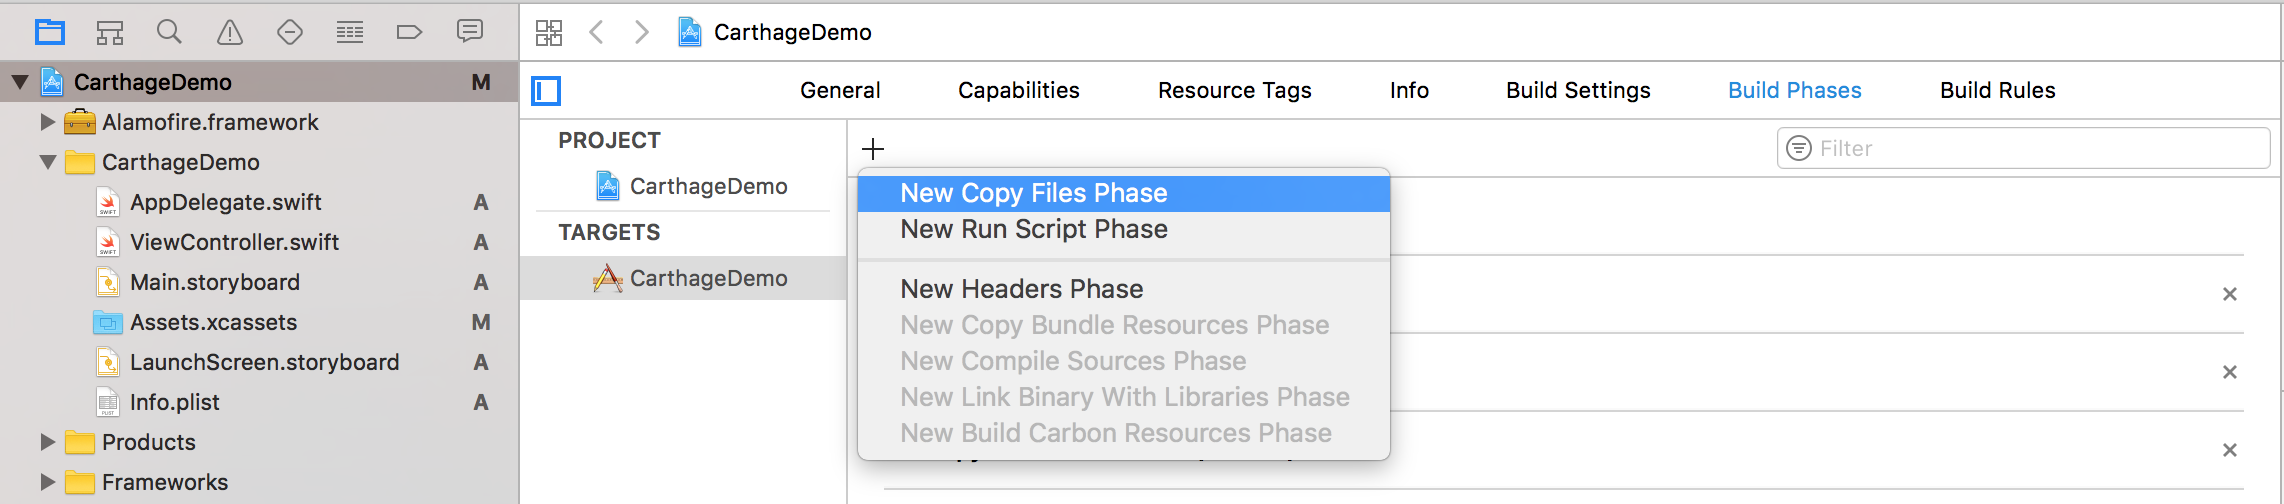 CarthageDemo
CarthageDemo M
General Capabilities Resource Tags Info Build Settings Build Phases Build Rules
Alamofire.framework
CarthageDemo
AppDelegate.swift A
ViewController.swift A
Main.storyboard A
Assets.xcassets M
LaunchScreen.storyboard A
Info.plist A
Products
Frameworks
PROJECT
CarthageDemo
TARGETS
CarthageDemo
Filter
New Copy Files Phase
New Run Script Phase
New Headers Phase
New Copy Bundle Resources Phase
New Compile Sources Phase
New Link Binary With Libraries Phase
New Build Carbon Resources Phase